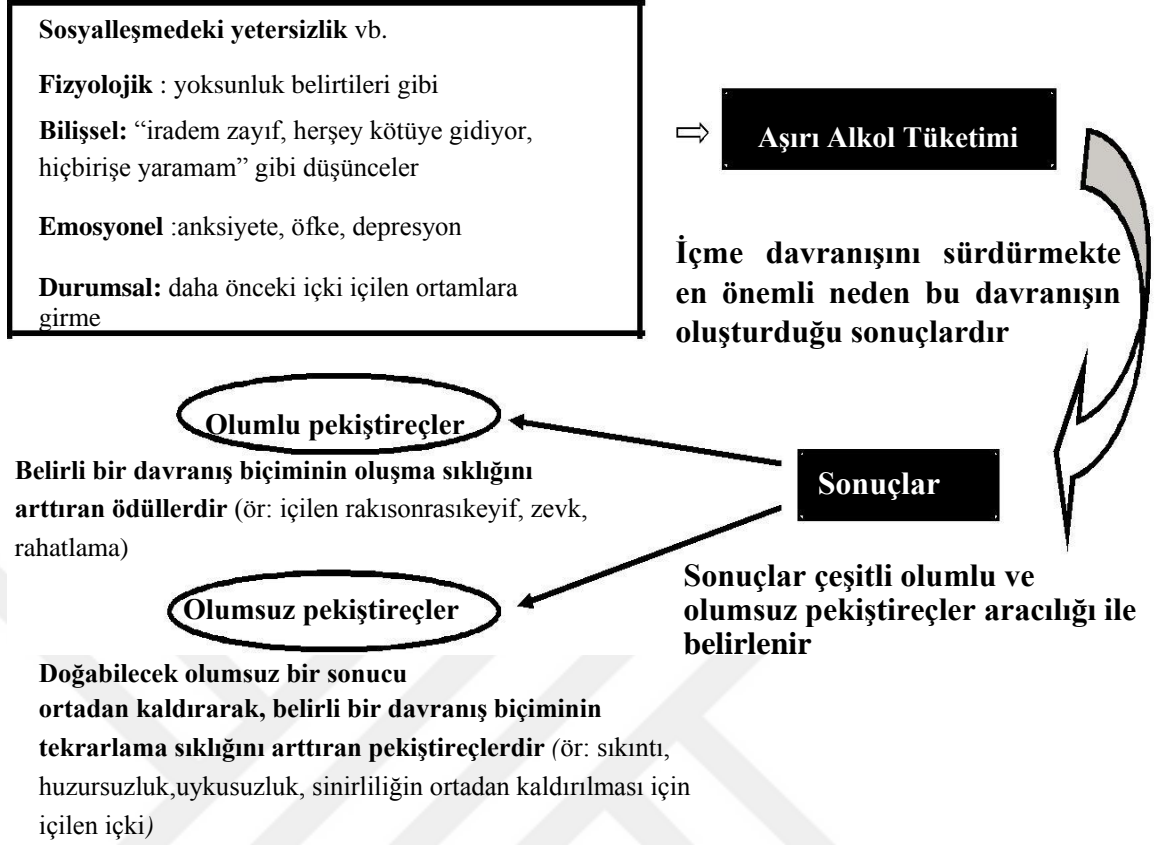 Sosyalleşmedeki yetersizlik vb.
Fizyolojik : yoksunluk belirtileri gibi
Bilişsel: “iradem zayıf, herşey kötüye gidiyor,
hiçbirişe yaramam” gibi düşünceler
Emosyonel :anksiyete, öfke, depresyon
Durumsal: daha önceki içki içilen ortamlara
girme
⇨
Aşırı Alkol Tüketimi
İçme davranışını sürdürmekte
en önemli neden bu davranışın
oluşturduğu sonuçlardır
Olumlu pekiştireçler
Belirli bir davranış biçiminin oluşma sıklığını
arttıran ödüllerdir (ör: içilen rakısonrasıkeyif, zevk,
rahatlama)
Sonuçlar
Sonuçlar çeşitli olumlu ve
olumsuz pekiştireçler aracılığı ile
belirlenir
Olumsuz pekiştireçler
Doğabilecek olumsuz bir sonucu
ortadan kaldırarak, belirli bir davranış biçiminin
tekrarlama sıklığını arttıran pekiştireçlerdir (ör: sıkıntı,
huzursuzluk,uykusuzluk, sinirliliğin ortadan kaldırılması için
içilen içki)